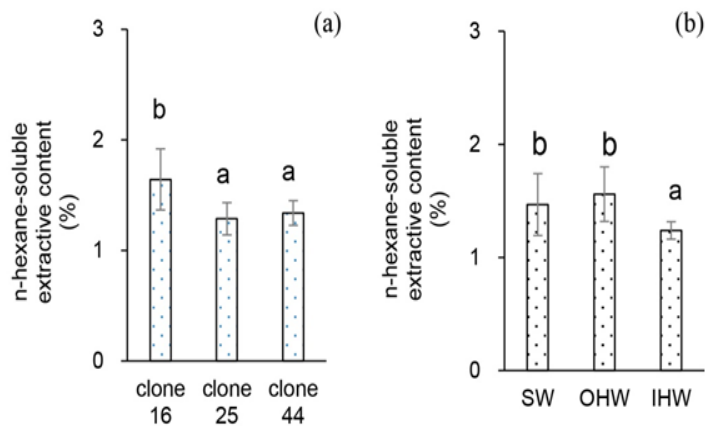 (a)
n-hexane-soluble
extractive content
(%)
3
2
1
0
b
a
a
clone
16
clone
25
clone
44
(b)
n-hexane-soluble
extractive content
(%)
3
2
1
0
b
b
a
SW
OHW
IHW